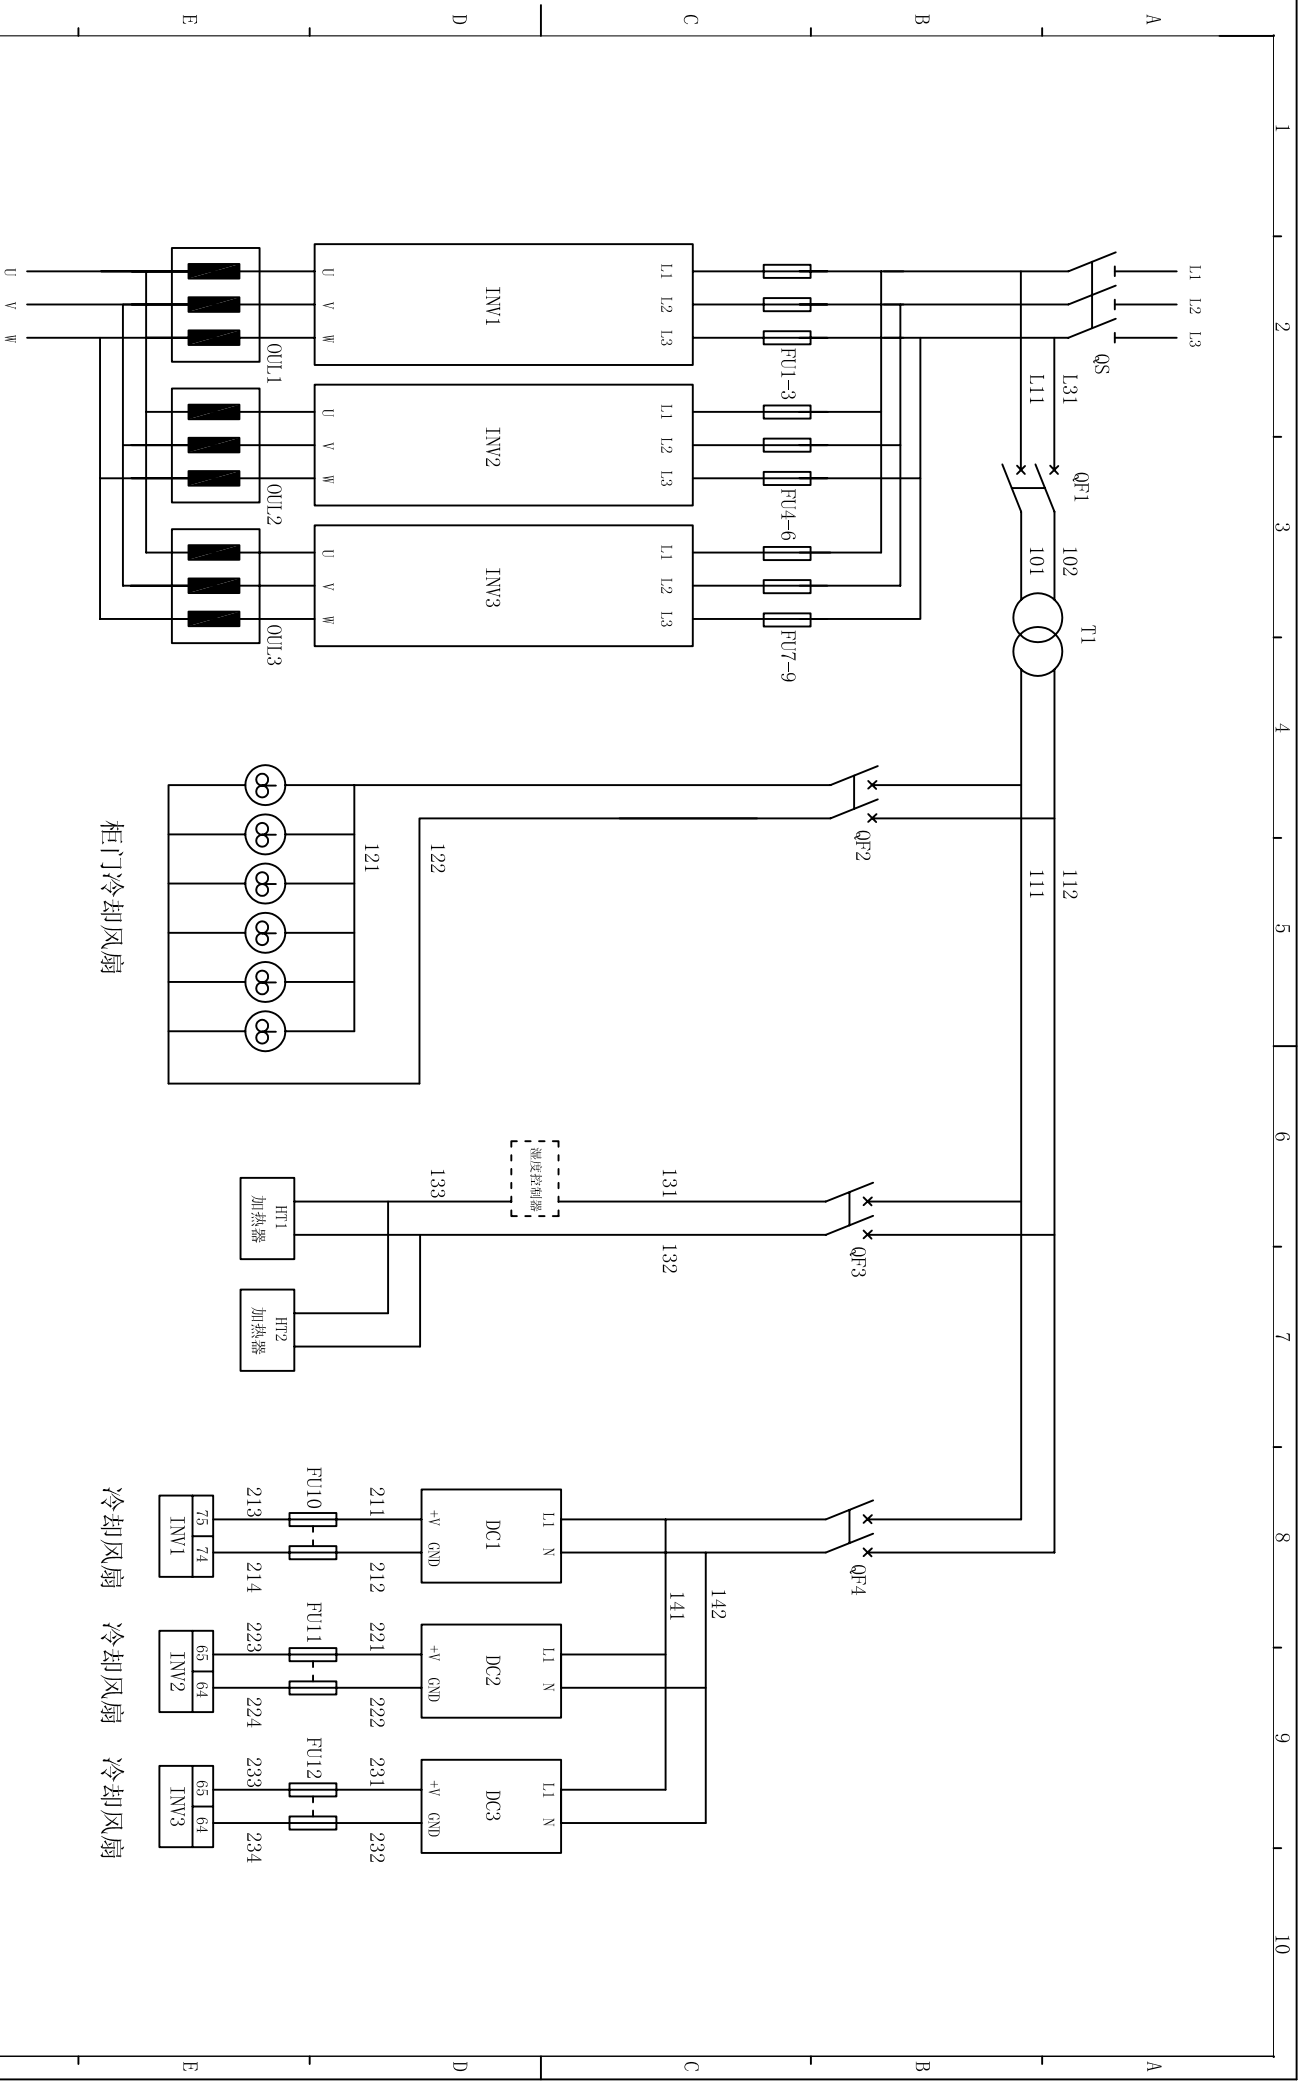 1
2
3
4
5
6
7
8
9
10
A
A
B
B
C
C
D
D
E
E
L1
L2
L3
QS
L31
L11
QF1
102
101
T1
112
111
FU1-3
FU4-6
FU7-9
QF2
QF3
QF4
L1
L2
L3
INV1
U
V
W
L1
L2
L3
INV2
U
V
W
L1
L2
L3
INV3
U
V
W
OUL1
OUL2
OUL3
U
V
W
122
121
柜门冷却风扇
131
132
湿度控制器
133
HT1
加热器
HT2
加热器
142
141
L1
N
DC1
+V
GND
L1
N
DC2
+V
GND
L1
N
DC3
+V
GND
211
212
221
222
231
232
FU10
FU11
FU12
213
214
223
224
233
234
75
74
INV1
65
64
INV2
65
64
INV3
冷却风扇
冷却风扇
冷却风扇